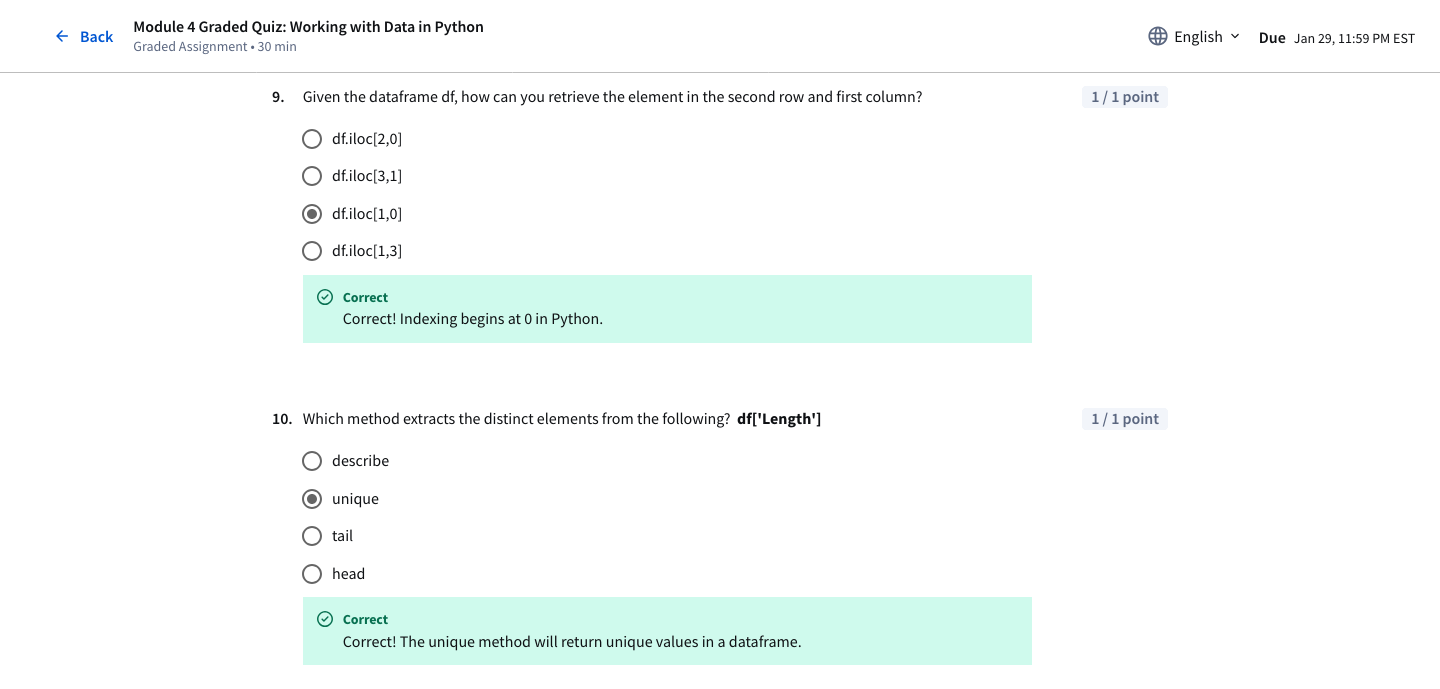 Back
Module 4 Graded Quiz: Working with Data in Python
Graded Assignment • 30 min
English
Due Jan 29, 11:59 PM EST
9. Given the dataframe df, how can you retrieve the element in the second row and first column? 1 / 1 point
df.iloc[2,0]
df.iloc[3,1]
df.iloc[1,0]
df.iloc[1,3]
Correct
Correct! Indexing begins at 0 in Python.
10. Which method extracts the distinct elements from the following? df['Length'] 1 / 1 point
describe
unique
tail
head
Correct
Correct! The unique method will return unique values in a dataframe.